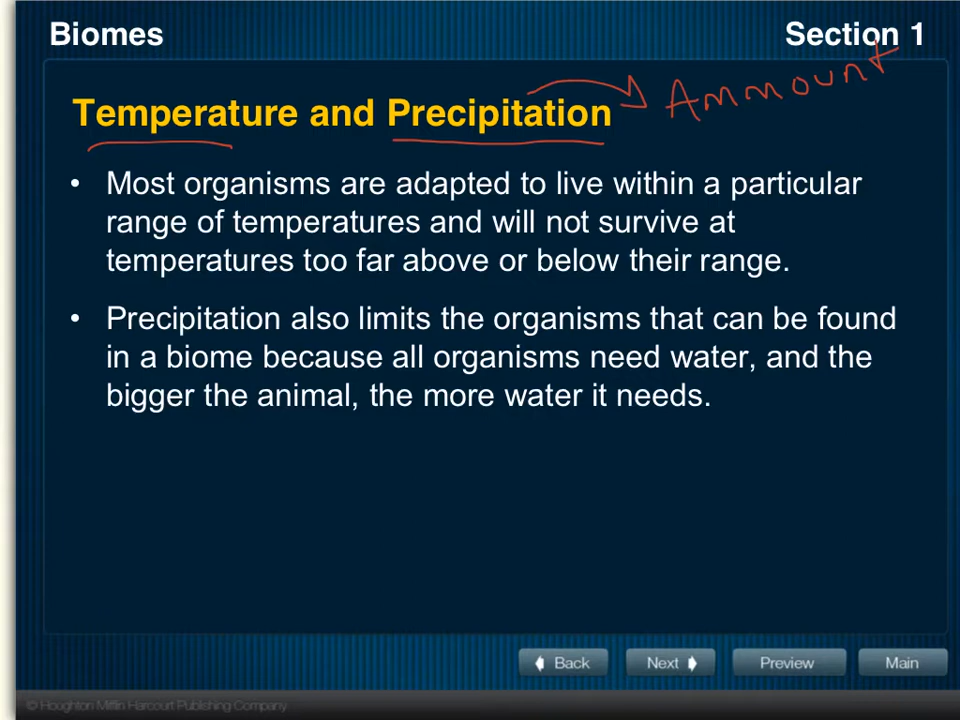 Biomes
Section 1
Temperature and Precipitation
Ammount
• Most organisms are adapted to live within a particular
range of temperatures and will not survive at
temperatures too far above or below their range.
• Precipitation also limits the organisms that can be found
in a biome because all organisms need water, and the
bigger the animal, the more water it needs.
Back
Next
Preview
Main
© Houghton Mifflin Harcourt Publishing Company